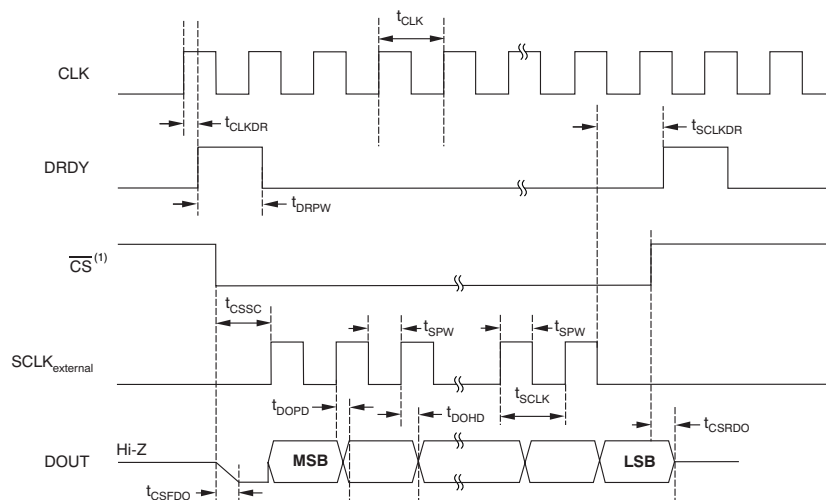 t_CLK
CLK
t_CLKDR
t_SCLKDR
DRDY
t_DRPW
CS (1)
t_CSSC
t_SPW
t_SPW
SCLK_external
t_DOPD
t_DOHD
t_SCLK
t_CSRDO
Hi-Z
DOUT
MSB
LSB
t_CSFDO